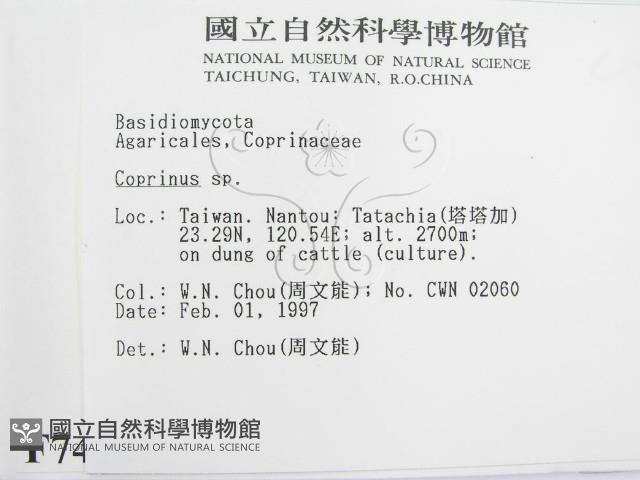 國立自然科學博物館
NATIONAL MUSEUM OF NATURAL SCIENCE
TAICHUNG, TAIWAN, R.O.CHINA
Basidiomycota
Agaricales, Coprinaceae
Coprinus sp.
Loc.: Taiwan. Nantou: Tatachia(塔塔加)
23.29N, 120.54E; alt. 2700m;
on dung of cattle (culture).
Col.: W.N. Chou(周文能); No. CWN 02060
Date: Feb. 01, 1997
Det.: W.N. Chou(周文能)
國立自然科學博物館
NATIONAL MUSEUM OF NATURAL SCIENCE